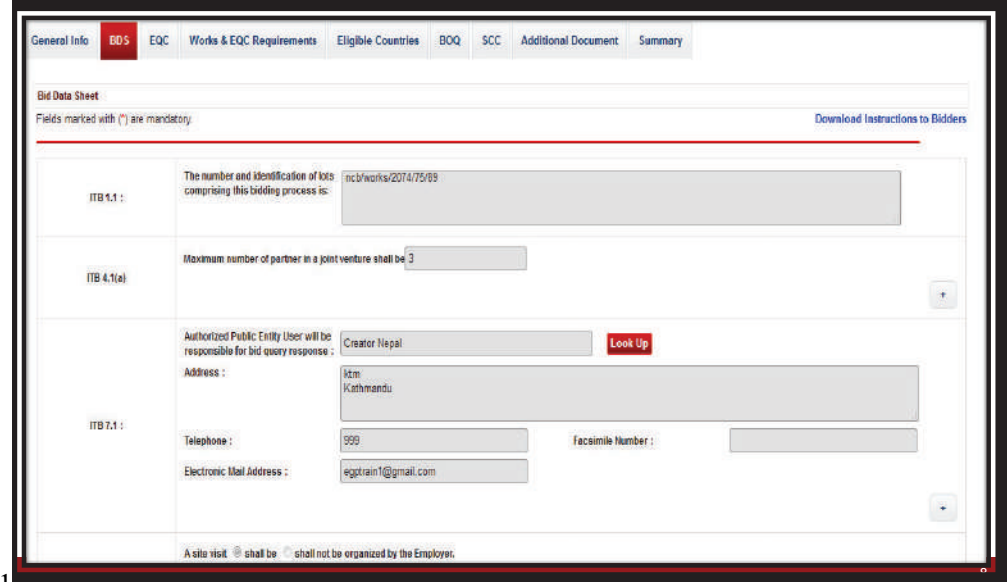 General Info BDS EQC Works & EQC Requirements Eligible Countries BOQ SCC Additional Document Summary
Bid Data Sheet
Fields marked with (*) are mandatory. Download Instructions to Bidders
ITB 1.1 :
The number and identification of lots
comprising this bidding process is:
ncb/works/2074/75/89
ITB 4.1(a)
Maximum number of partner in a joint venture shall be 3
+
ITB 7.1 :
Authorized Public Entity User will be
responsible for bid query response :
Creator Nepal Look Up
Address :
ktm
Kathmandu
Telephone : 999 Facsimile Number :
Electronic Mail Address : egptrain1@gmail.com
+
A site visit shall be shall not be organized by the Employer.
1